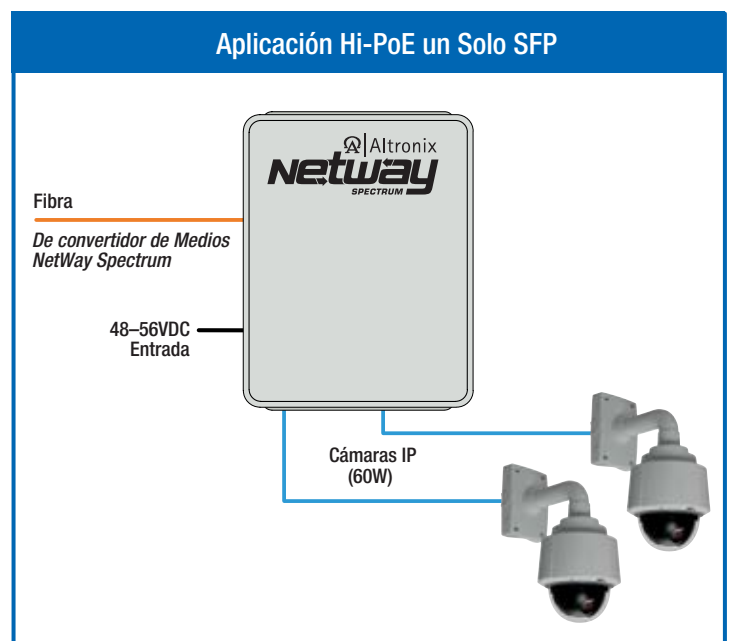 Aplicación Hi-PoE un Solo SFP
Altronix
Netway
SPECTRUM
Fibra
De convertidor de Medios
NetWay Spectrum
48–56VDC
Entrada
Cámaras IP
(60W)